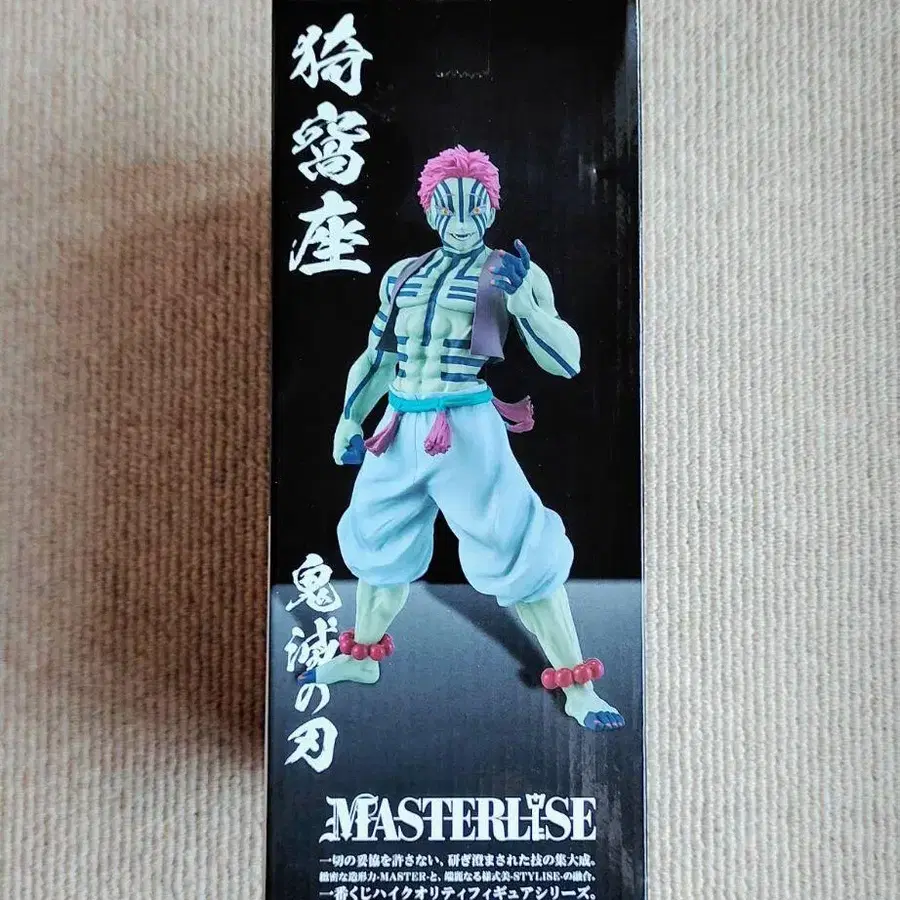 猗窩座
鬼滅の刃
MASTERLISE
一切の妥協を許さない、研ぎ澄まされた技の集大成。
緻密な造形力-MASTER-と、端麗なる様式美-STYLISE-の融合。
一番くじハイクオリティフィギュアシリーズ。